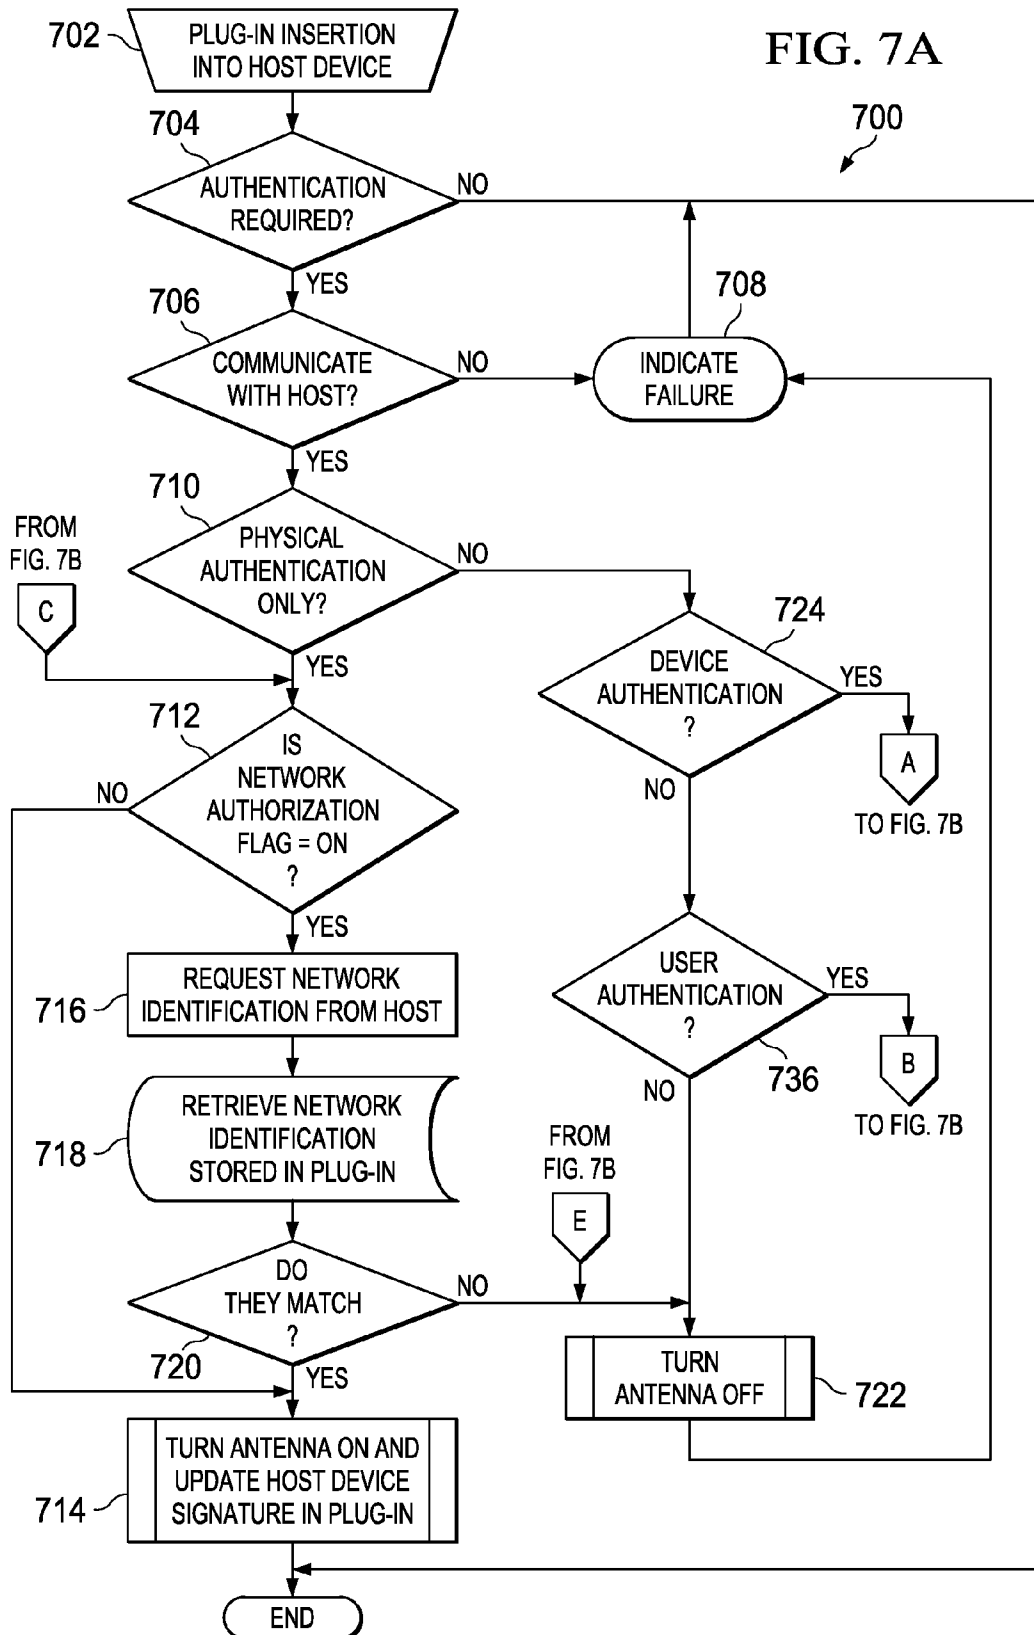 FIG. 7A
700
702
PLUG-IN INSERTION
INTO HOST DEVICE
704
AUTHENTICATION
REQUIRED?
NO
YES
706
COMMUNICATE
WITH HOST?
NO
YES
708
INDICATE
FAILURE
710
PHYSICAL
AUTHENTICATION
ONLY?
NO
YES
FROM
FIG. 7B
C
724
DEVICE
AUTHENTICATION
?
YES
NO
A
TO FIG. 7B
712
IS
NETWORK
AUTHORIZATION
FLAG = ON
?
NO
YES
716
REQUEST NETWORK
IDENTIFICATION FROM HOST
USER
AUTHENTICATION
?
YES
NO
736
B
TO FIG. 7B
718
RETRIEVE NETWORK
IDENTIFICATION
STORED IN PLUG-IN
FROM
FIG. 7B
E
DO
THEY MATCH
?
NO
YES
720
TURN
ANTENNA OFF
722
714
TURN ANTENNA ON AND
UPDATE HOST DEVICE
SIGNATURE IN PLUG-IN
END